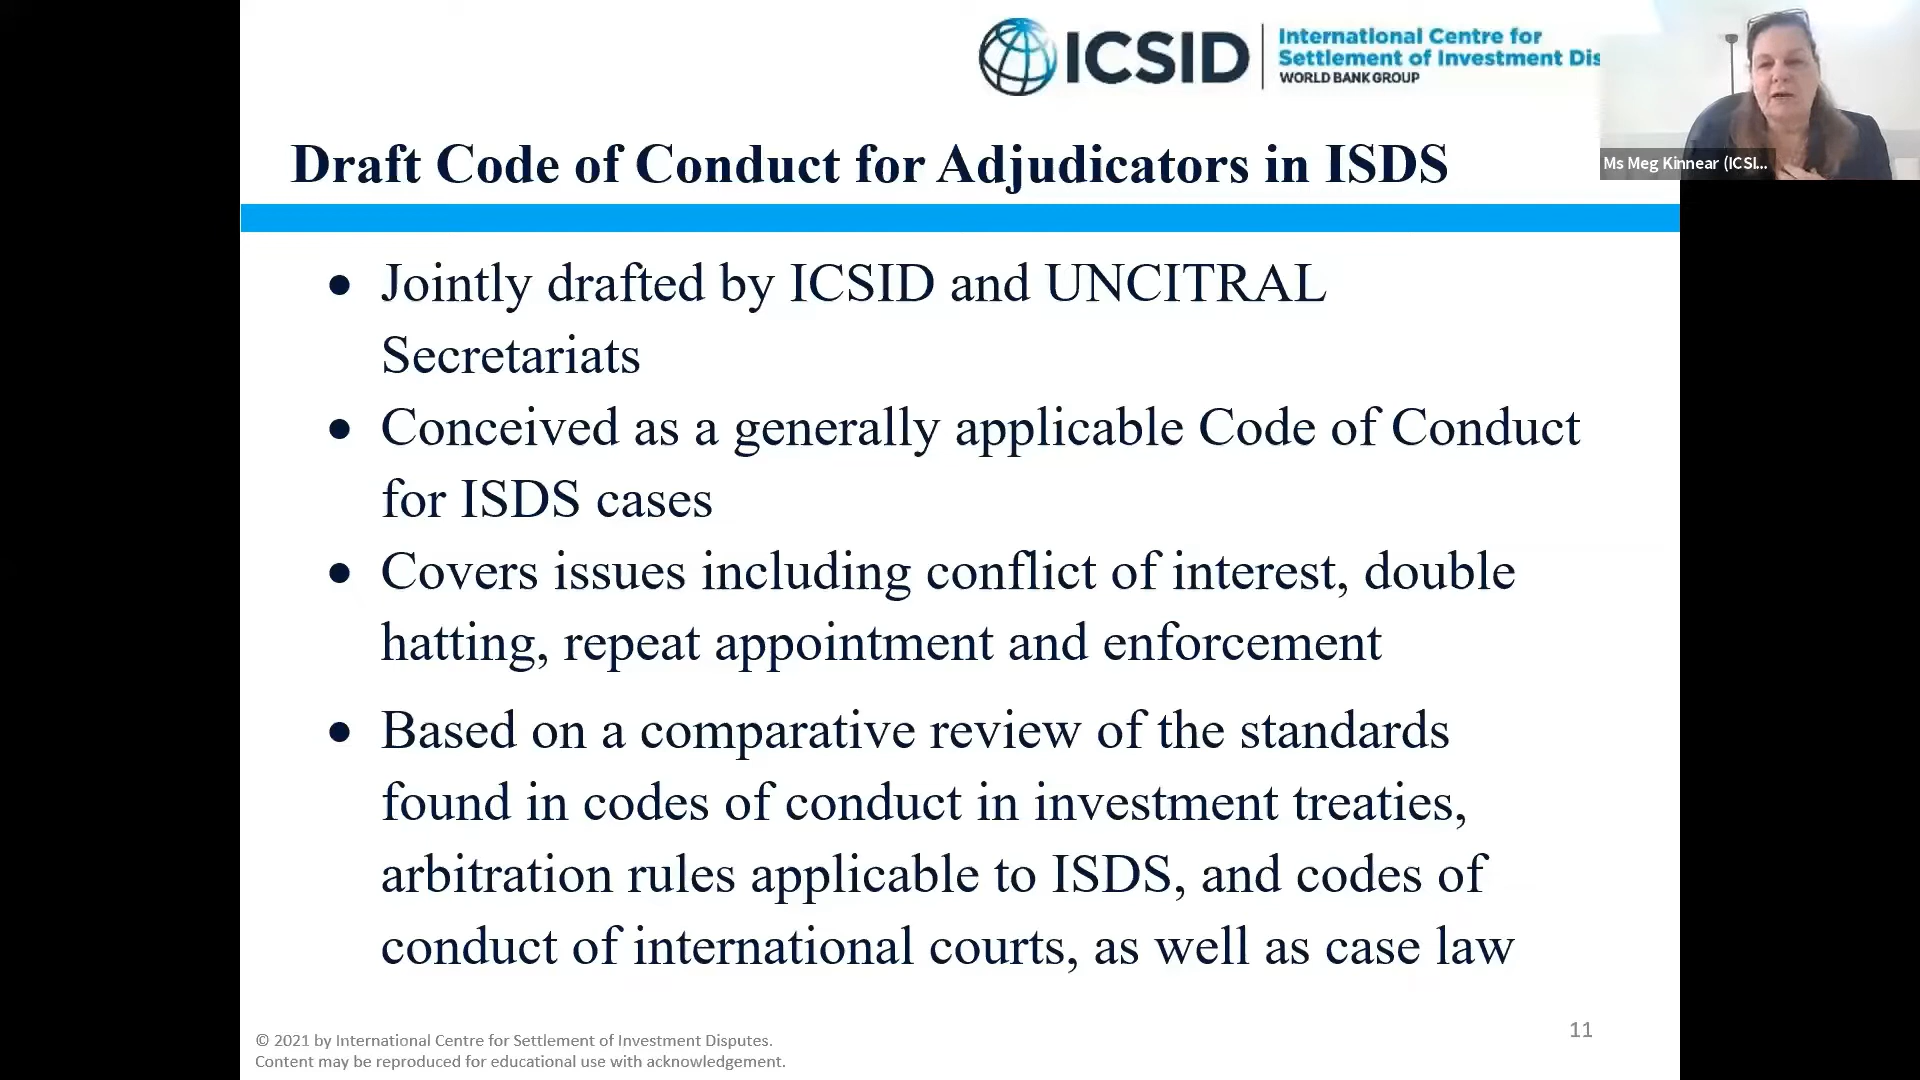 ICSID
International Centre for
Settlement of Investment Dis
WORLD BANK GROUP
Ms Meg Kinnear (ICSI...
Draft Code of Conduct for Adjudicators in ISDS
• Jointly drafted by ICSID and UNCITRAL
Secretariats
• Conceived as a generally applicable Code of Conduct
for ISDS cases
• Covers issues including conflict of interest, double
hatting, repeat appointment and enforcement
• Based on a comparative review of the standards
found in codes of conduct in investment treaties,
arbitration rules applicable to ISDS, and codes of
conduct of international courts, as well as case law
© 2021 by International Centre for Settlement of Investment Disputes.
Content may be reproduced for educational use with acknowledgement.
11